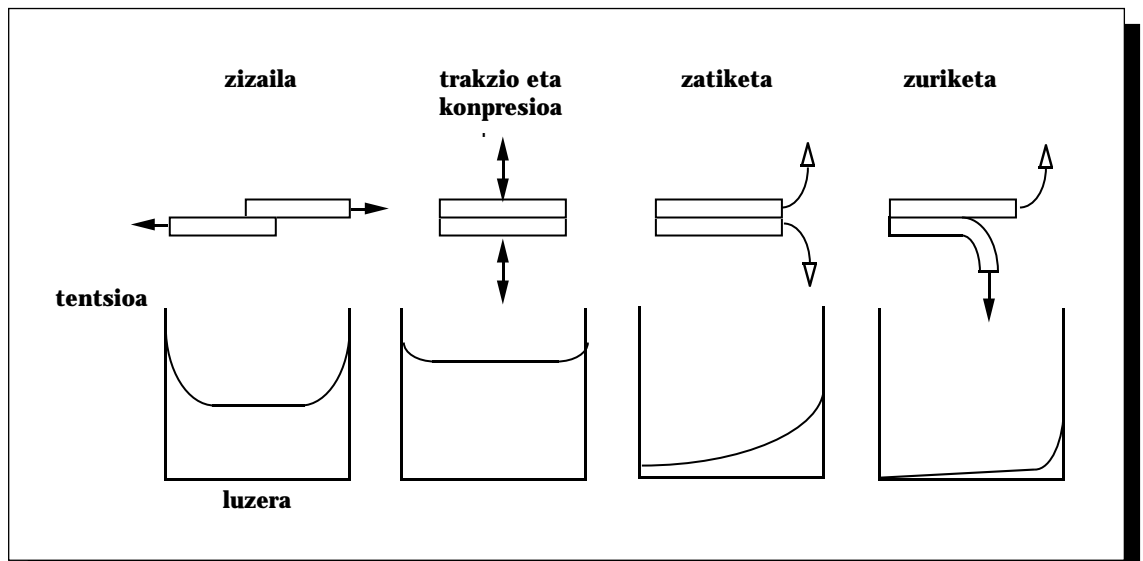 zizaila
trakzio eta
konpresioa
zatiketa
zuriketa
tentsioa
luzera